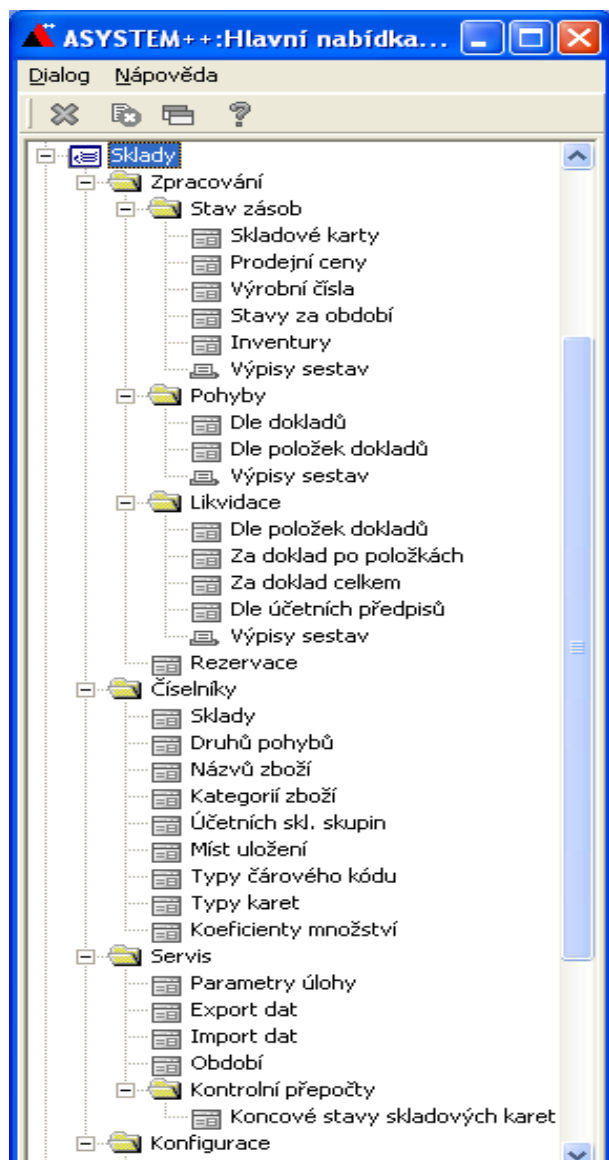 ASYSTEM++:Hlavní nabídka...
Dialog Nápověda
Sklady
Zpracování
Stav zásob
Skladové karty
Prodejní ceny
Výrobní čísla
Stavy za období
Inventury
Výpisy sestav
Pohyby
Dle dokladů
Dle položek dokladů
Výpisy sestav
Likvidace
Dle položek dokladů
Za doklad po položkách
Za doklad celkem
Dle účetních předpisů
Výpisy sestav
Rezervace
Číselníky
Sklady
Druhů pohybů
Názvů zboží
Kategorií zboží
Účetních skl. skupin
Míst uložení
Typy čárového kódu
Typy karet
Koeficienty množství
Servis
Parametry úlohy
Export dat
Import dat
Období
Kontrolní přepočty
Koncové stavy skladových karet
Konfigurace